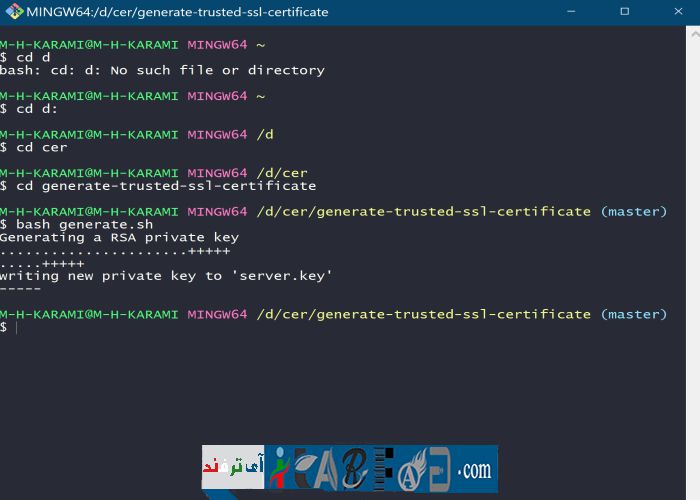 MINGW64:/d/cer/generate-trusted-ssl-certificate
M-H-KARAMI@M-H-KARAMI MINGW64 ~
$ cd d
bash: cd: d: No such file or directory
M-H-KARAMI@M-H-KARAMI MINGW64 ~
$ cd d:
M-H-KARAMI@M-H-KARAMI MINGW64 /d
$ cd cer
M-H-KARAMI@M-H-KARAMI MINGW64 /d/cer
$ cd generate-trusted-ssl-certificate
M-H-KARAMI@M-H-KARAMI MINGW64 /d/cer/generate-trusted-ssl-certificate (master)
$ bash generate.sh
Generating a RSA private key
......................+++++
.....+++++
writing new private key to 'server.key'
-----
M-H-KARAMI@M-H-KARAMI MINGW64 /d/cer/generate-trusted-ssl-certificate (master)
$
آی ترفند
.com